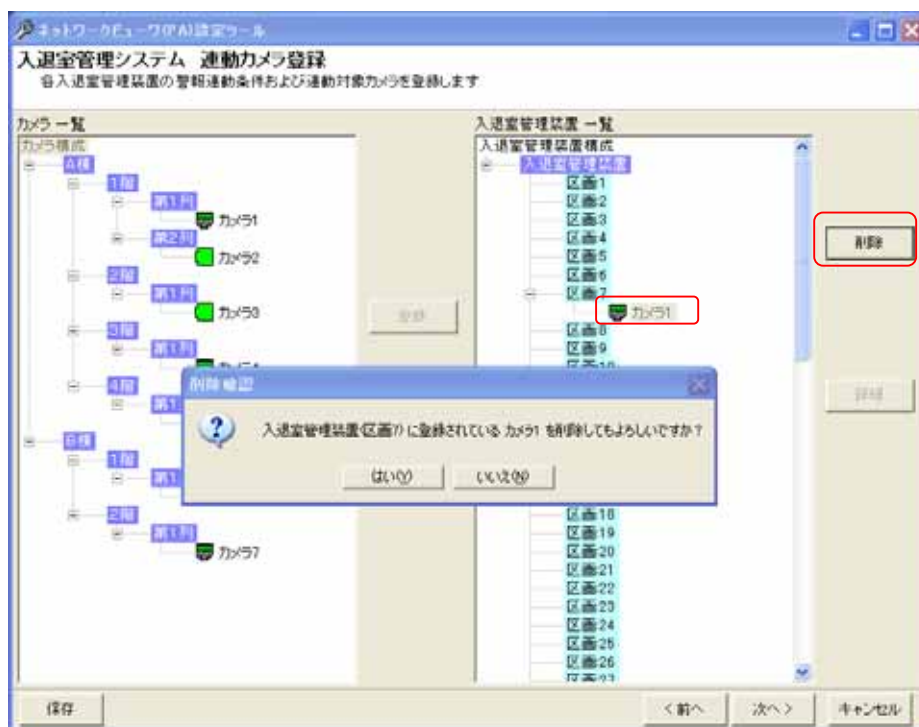 ネットワークビューワ(PA)設定ツール
入退室管理システム 連動カメラ登録
各入退室管理装置の警報連動条件および連動対象カメラを登録します
カメラ一覧
カメラ構成
A棟
1階
第1列
カメラ1
第2列
カメラ2
2階
第1列
カメラ3
3階
第1列
4階
第1
B棟
1階
第1
2階
第1列
カメラ7
登録
入退室管理装置 一覧
入退室管理装置構成
入退室管理装置
区画1
区画2
区画3
区画4
区画5
区画6
区画7
カメラ1
区画8
区画9
区画10
区画18
区画19
区画20
区画21
区画22
区画23
区画24
区画25
区画26
区画27
削除
詳細
削除確認
入退室管理装置(区画7) に登録されている カメラ1 を削除してもよろしいですか?
はい(Y)
いいえ(N)
保存
<前へ
次へ>
キャンセル